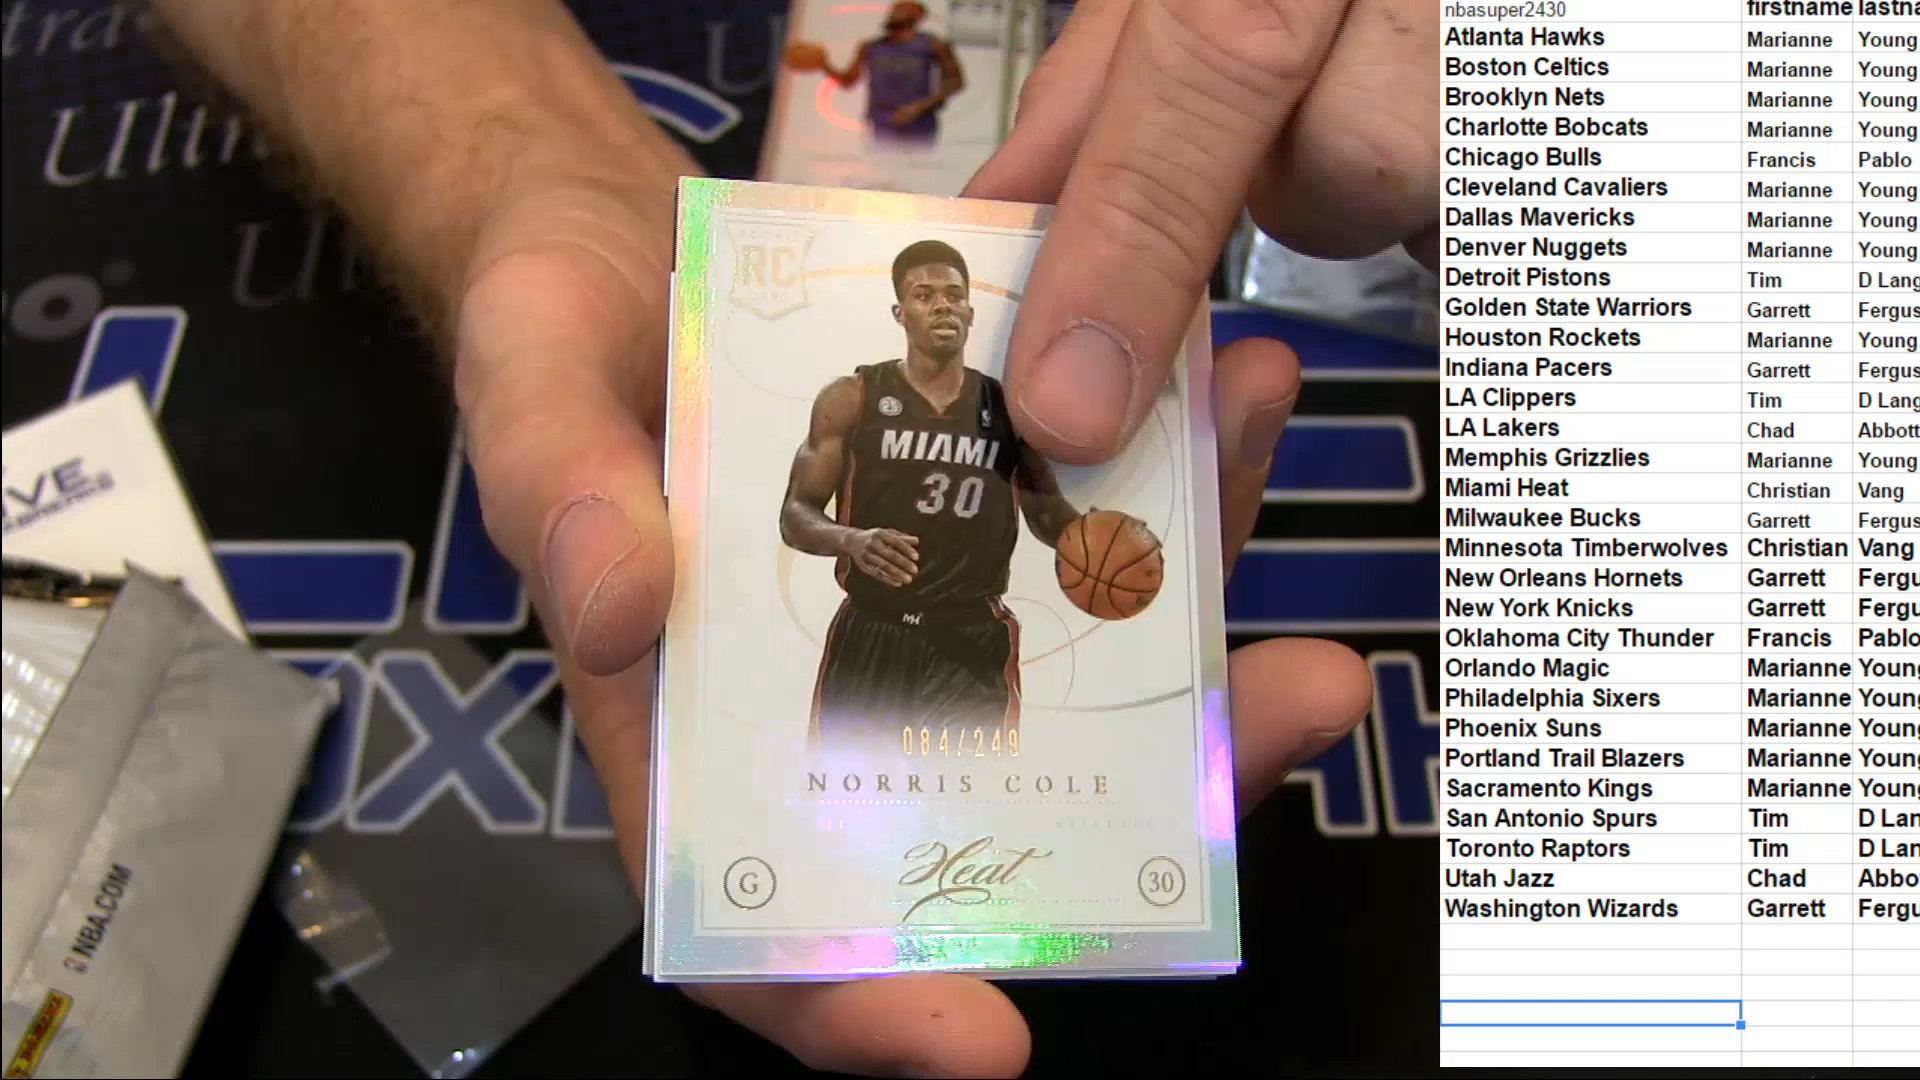 Ultra
Ultra
VE
NBA.COM
ROOKIE
RC
CARD
25
MIAMI
30
MH
084/249
NORRIS COLE
Heat
G
30
nbasuper2430 firstname
Atlanta Hawks Marianne Young
Boston Celtics Marianne Young
Brooklyn Nets Marianne Young
Charlotte Bobcats Marianne Young
Chicago Bulls Francis Pablo
Cleveland Cavaliers Marianne Young
Dallas Mavericks Marianne Young
Denver Nuggets Marianne Young
Detroit Pistons Tim D Lang
Golden State Warriors Garrett Fergus
Houston Rockets Marianne Young
Indiana Pacers Garrett Fergus
LA Clippers Tim D Lang
LA Lakers Chad Abbott
Memphis Grizzlies Marianne Young
Miami Heat Christian Vang
Milwaukee Bucks Garrett Fergus
Minnesota Timberwolves Christian Vang
New Orleans Hornets Garrett Fergu
New York Knicks Garrett Fergu
Oklahoma City Thunder Francis Pablo
Orlando Magic Marianne Young
Philadelphia Sixers Marianne Young
Phoenix Suns Marianne Young
Portland Trail Blazers Marianne Young
Sacramento Kings Marianne Young
San Antonio Spurs Tim D Lan
Toronto Raptors Tim D Lan
Utah Jazz Chad Abbo
Washington Wizards Garrett Fergu